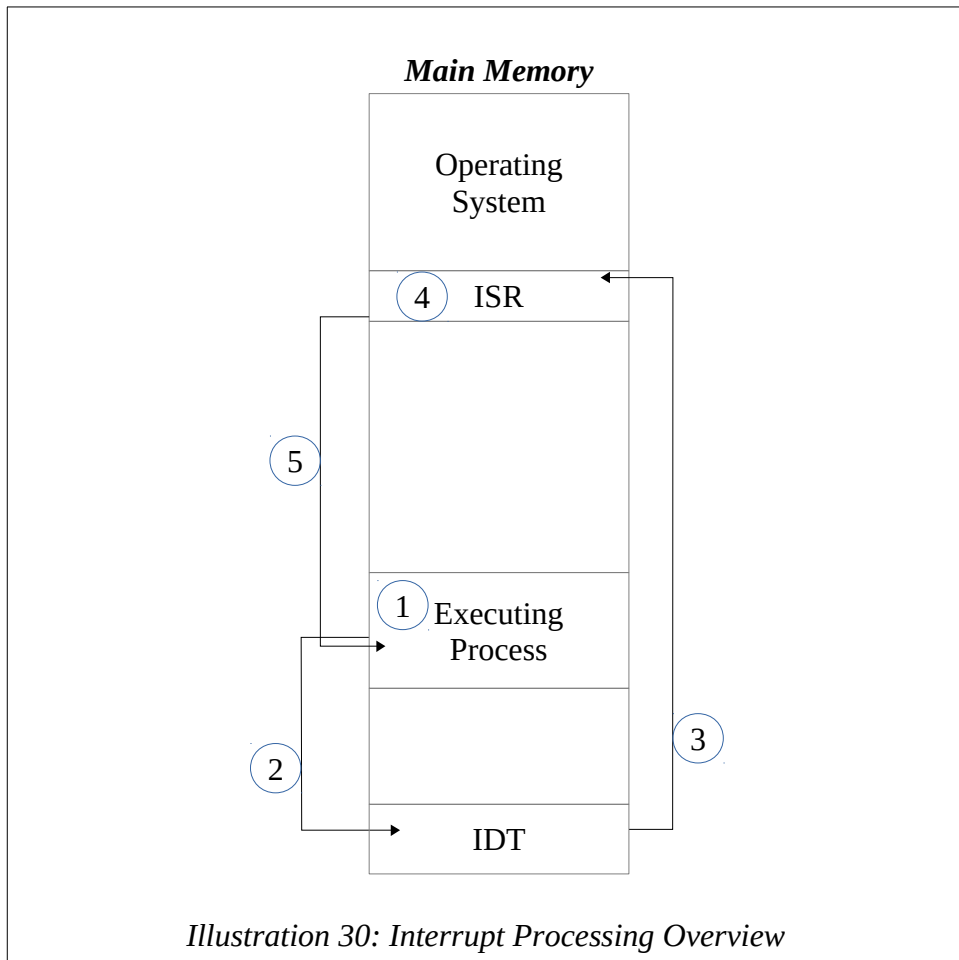 Main Memory
Operating
System
4
ISR
5
1
Executing
Process
3
2
IDT
Illustration 30: Interrupt Processing Overview